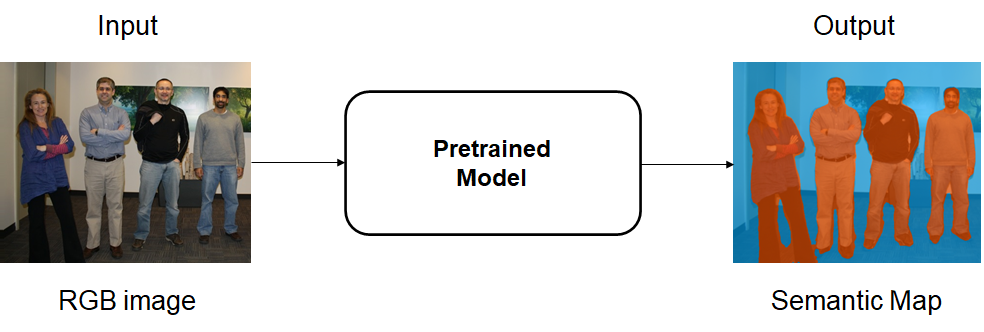 Input
Output
Pretrained
Model
RGB image
Semantic Map